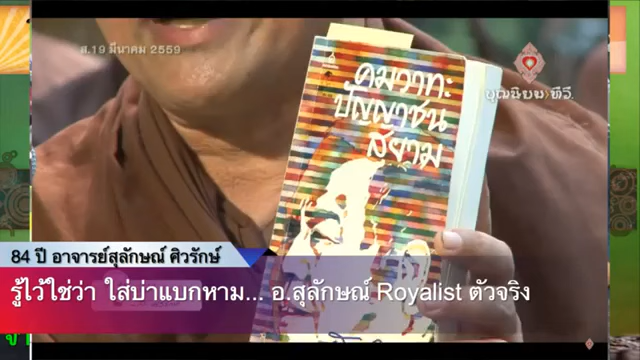 ส.19 มีนาคม 2559
คมวาทะ
ปัญญาชน
สยาม
บุญนิยม ทีวี
84 ปี อาจารย์สุลักษณ์ ศิวรักษ์
รู้ไว้ใช่ว่า ใส่บ่าแบกหาม... อ.สุลักษณ์ Royalist ตัวจริง